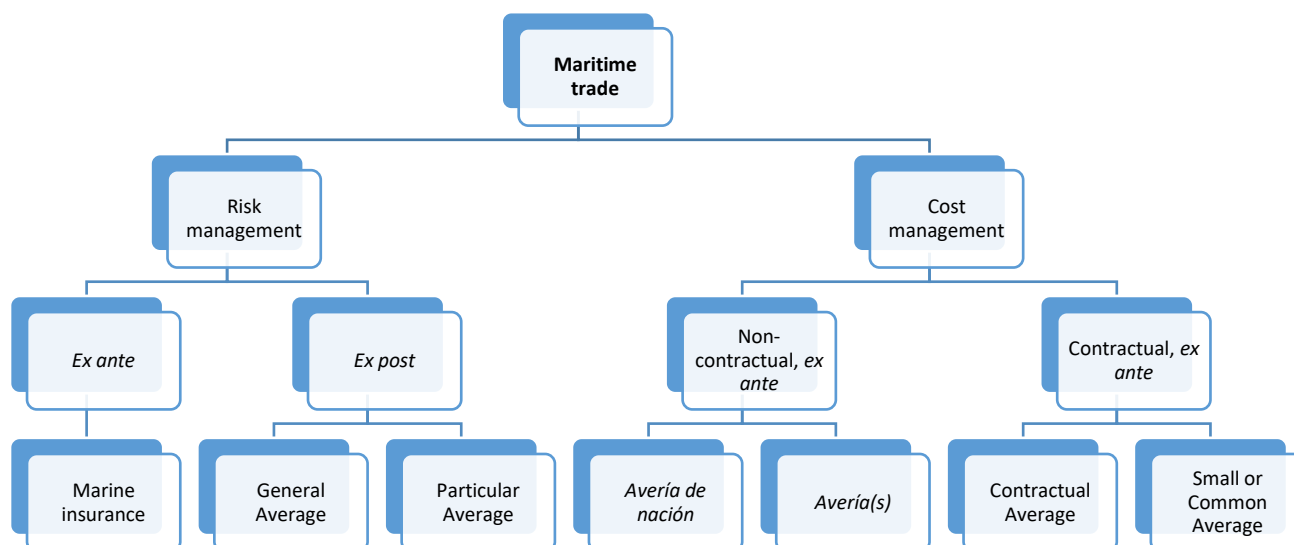 Maritime
trade
Risk
management
Cost
management
Ex ante
Ex post
Non-
contractual, ex
ante
Contractual, ex
ante
Marine
insurance
General
Average
Particular
Average
Avería de
nación
Avería(s)
Contractual
Average
Small or
Common
Average